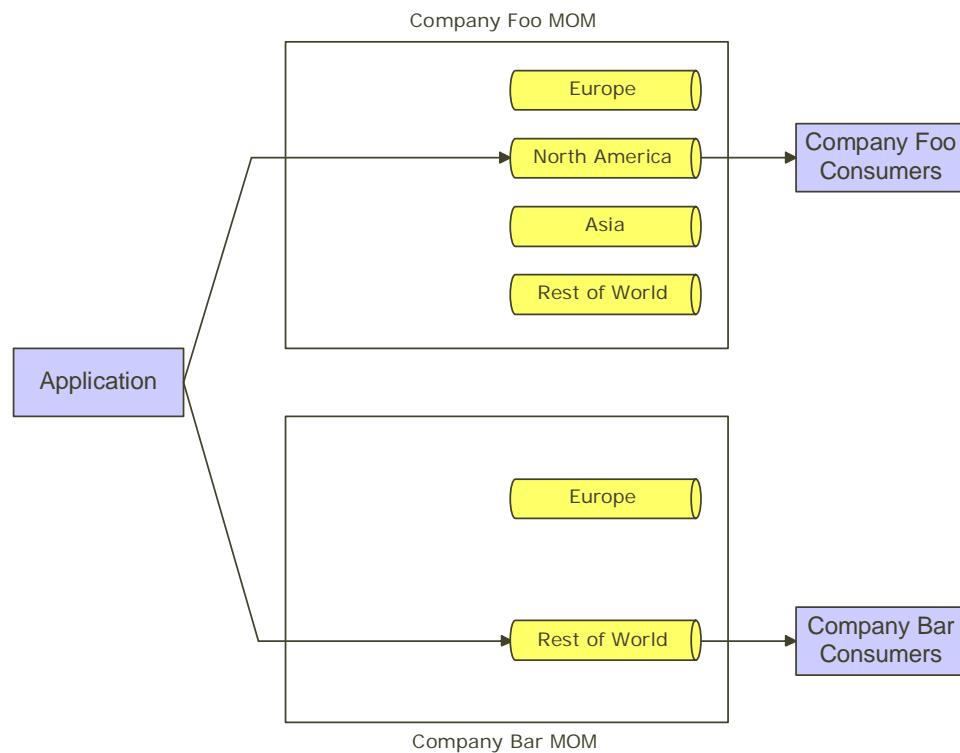 Company Foo MOM
Europe
North America
Company Foo
Consumers
Asia
Rest of World
Application
Europe
Rest of World
Company Bar
Consumers
Company Bar MOM